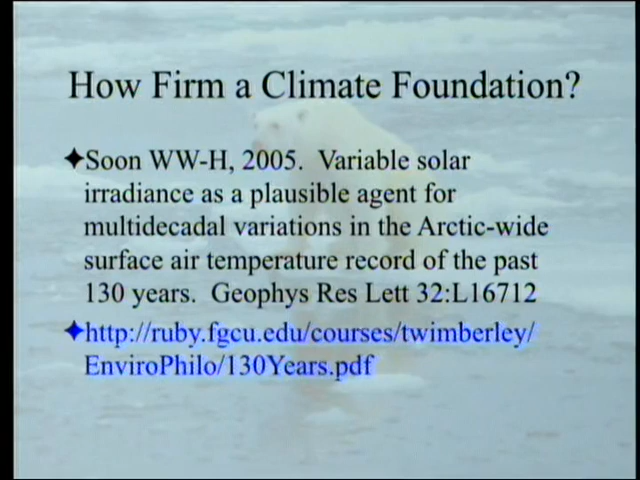 How Firm a Climate Foundation?
✦Soon WW-H, 2005. Variable solar
irradiance as a plausible agent for
multidecadal variations in the Arctic-wide
surface air temperature record of the past
130 years. Geophys Res Lett 32:L16712
✦http://ruby.fgcu.edu/courses/twimberley/
EnviroPhilo/130Years.pdf